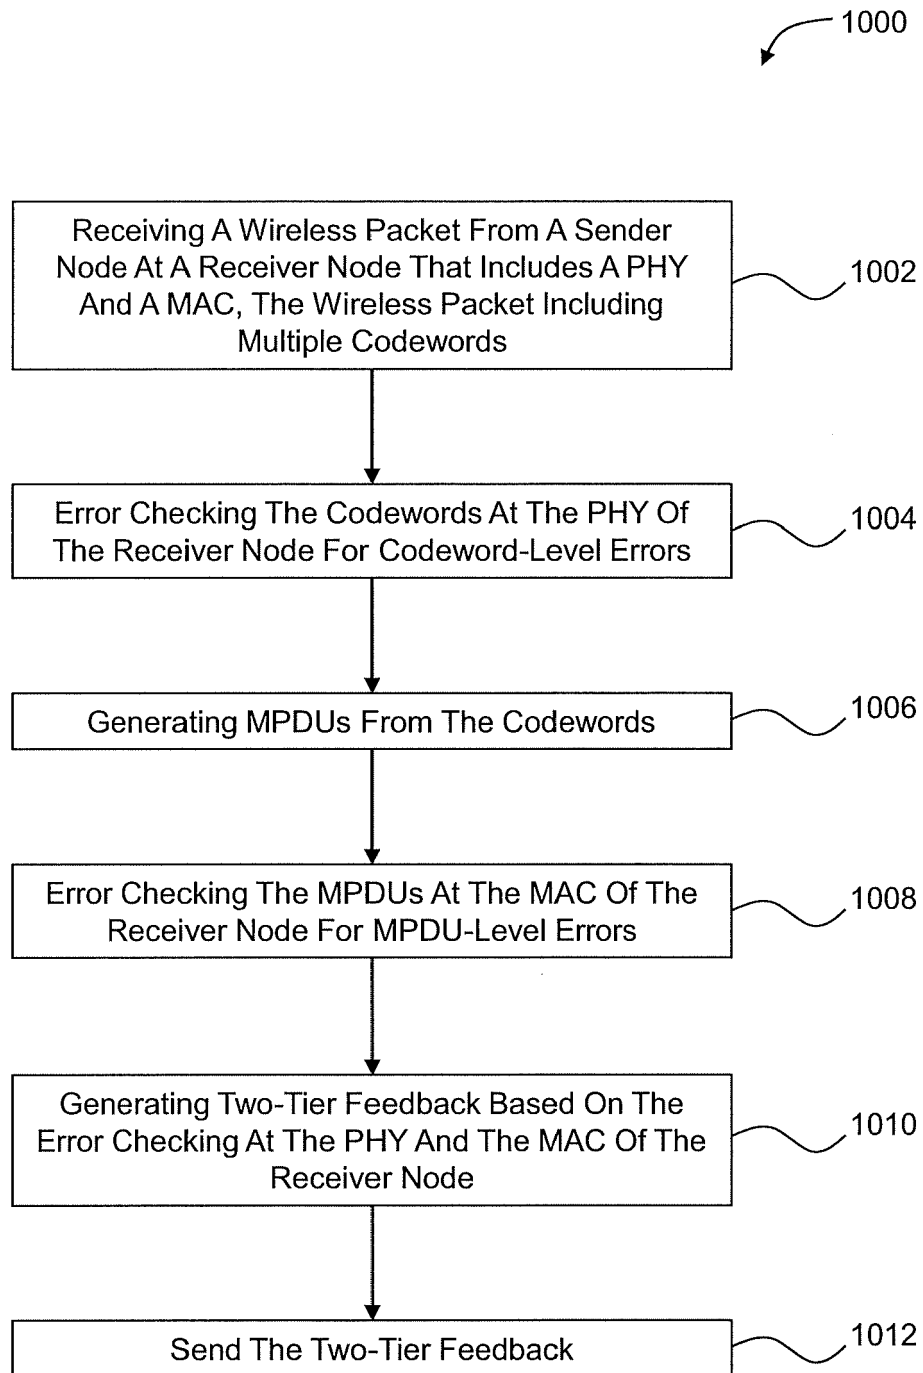 1000
Receiving A Wireless Packet From A Sender
Node At A Receiver Node That Includes A PHY
And A MAC, The Wireless Packet Including
Multiple Codewords
1002
Error Checking The Codewords At The PHY Of
The Receiver Node For Codeword-Level Errors
1004
Generating MPDUs From The Codewords
1006
Error Checking The MPDUs At The MAC Of The
Receiver Node For MPDU-Level Errors
1008
Generating Two-Tier Feedback Based On The
Error Checking At The PHY And The MAC Of The
Receiver Node
1010
Send The Two-Tier Feedback
1012